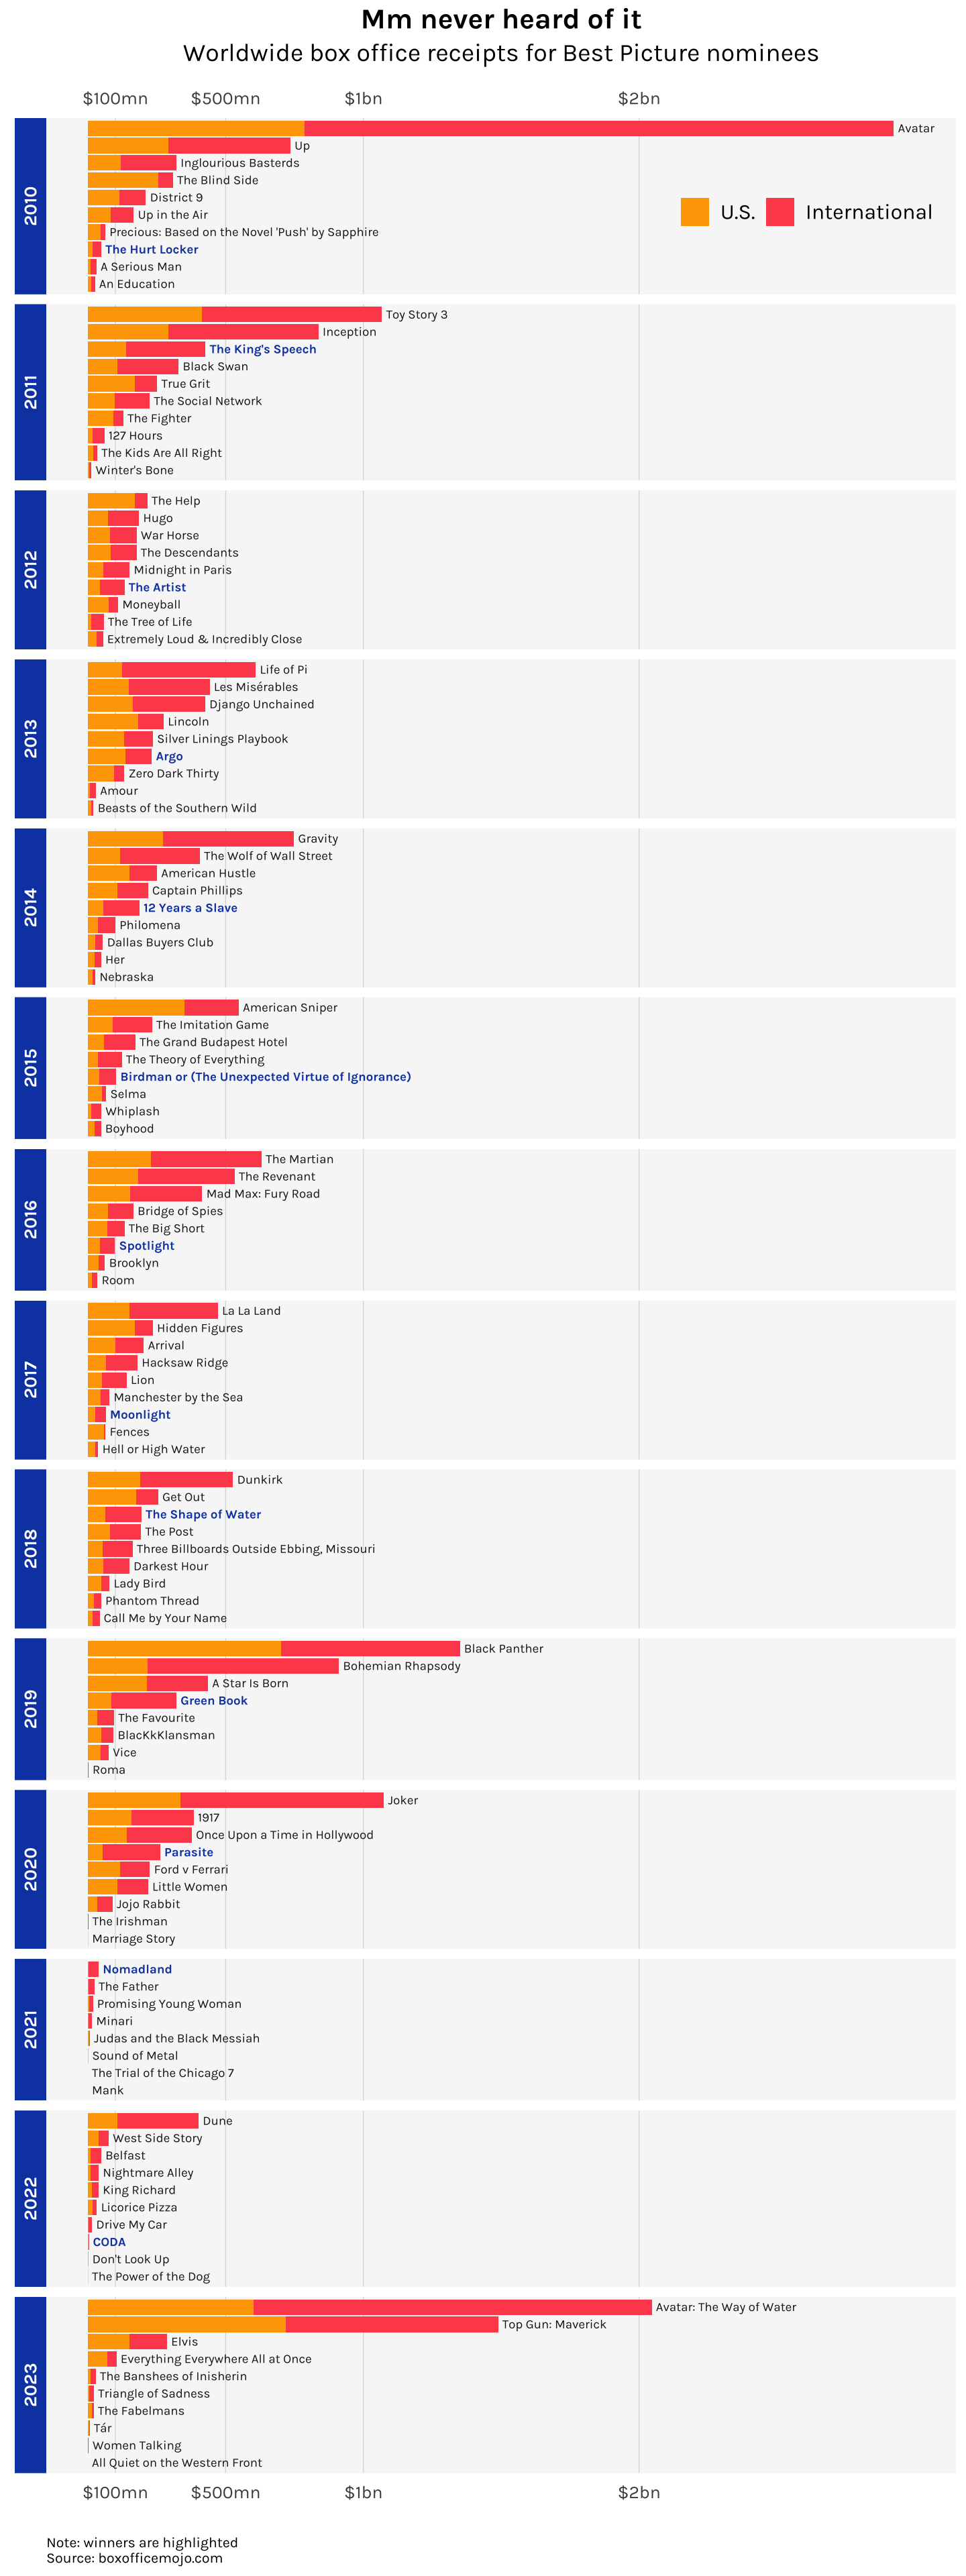 Mm never heard of it
Worldwide box office receipts for Best Picture nominees
$100mn $500mn $1bn $2bn
2010
Avatar
Up
Inglourious Basterds
The Blind Side
District 9
Up in the Air
Precious: Based on the Novel 'Push' by Sapphire
The Hurt Locker
A Serious Man
An Education
U.S. International
2011
Toy Story 3
Inception
The King's Speech
Black Swan
True Grit
The Social Network
The Fighter
127 Hours
The Kids Are All Right
Winter's Bone
2012
The Help
Hugo
War Horse
The Descendants
Midnight in Paris
The Artist
Moneyball
The Tree of Life
Extremely Loud & Incredibly Close
2013
Life of Pi
Les Misérables
Django Unchained
Lincoln
Silver Linings Playbook
Argo
Zero Dark Thirty
Amour
Beasts of the Southern Wild
2014
Gravity
The Wolf of Wall Street
American Hustle
Captain Phillips
12 Years a Slave
Philomena
Dallas Buyers Club
Her
Nebraska
2015
American Sniper
The Imitation Game
The Grand Budapest Hotel
The Theory of Everything
Birdman or (The Unexpected Virtue of Ignorance)
Selma
Whiplash
Boyhood
2016
The Martian
The Revenant
Mad Max: Fury Road
Bridge of Spies
The Big Short
Spotlight
Brooklyn
Room
2017
La La Land
Hidden Figures
Arrival
Hacksaw Ridge
Lion
Manchester by the Sea
Moonlight
Fences
Hell or High Water
2018
Dunkirk
Get Out
The Shape of Water
The Post
Three Billboards Outside Ebbing, Missouri
Darkest Hour
Lady Bird
Phantom Thread
Call Me by Your Name
2019
Black Panther
Bohemian Rhapsody
A Star Is Born
Green Book
The Favourite
BlacKkKlansman
Vice
Roma
2020
Joker
1917
Once Upon a Time in Hollywood
Parasite
Ford v Ferrari
Little Women
Jojo Rabbit
The Irishman
Marriage Story
2021
Nomadland
The Father
Promising Young Woman
Minari
Judas and the Black Messiah
Sound of Metal
The Trial of the Chicago 7
Mank
2022
Dune
West Side Story
Belfast
Nightmare Alley
King Richard
Licorice Pizza
Drive My Car
CODA
Don't Look Up
The Power of the Dog
2023
Avatar: The Way of Water
Top Gun: Maverick
Elvis
Everything Everywhere All at Once
The Banshees of Inisherin
Triangle of Sadness
The Fabelmans
Tár
Women Talking
All Quiet on the Western Front
$100mn $500mn $1bn $2bn
Note: winners are highlighted
Source: boxofficemojo.com